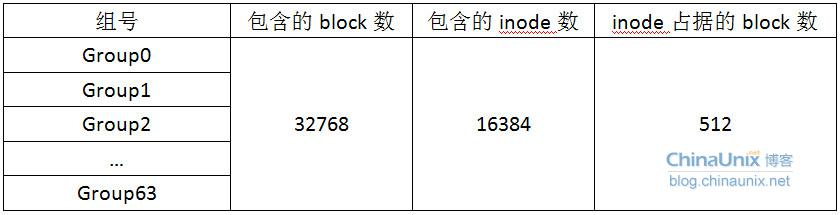 组号 包含的 block 数 包含的 inode 数 inode 占据的 block 数
Group0
Group1
Group2 32768 16384 512
...
Group63
ChinaUnix.net 博客
blog.chinaunix.net